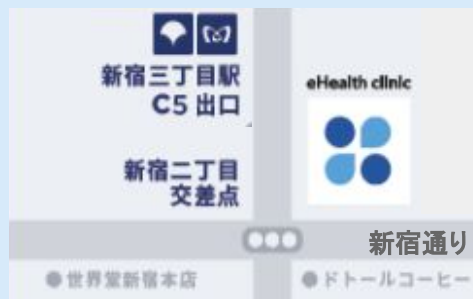 新宿三丁目駅
C5 出口
eHealth clinic
新宿二丁目
交差点
新宿通り
●世界堂新宿本店
●ドトールコーヒー